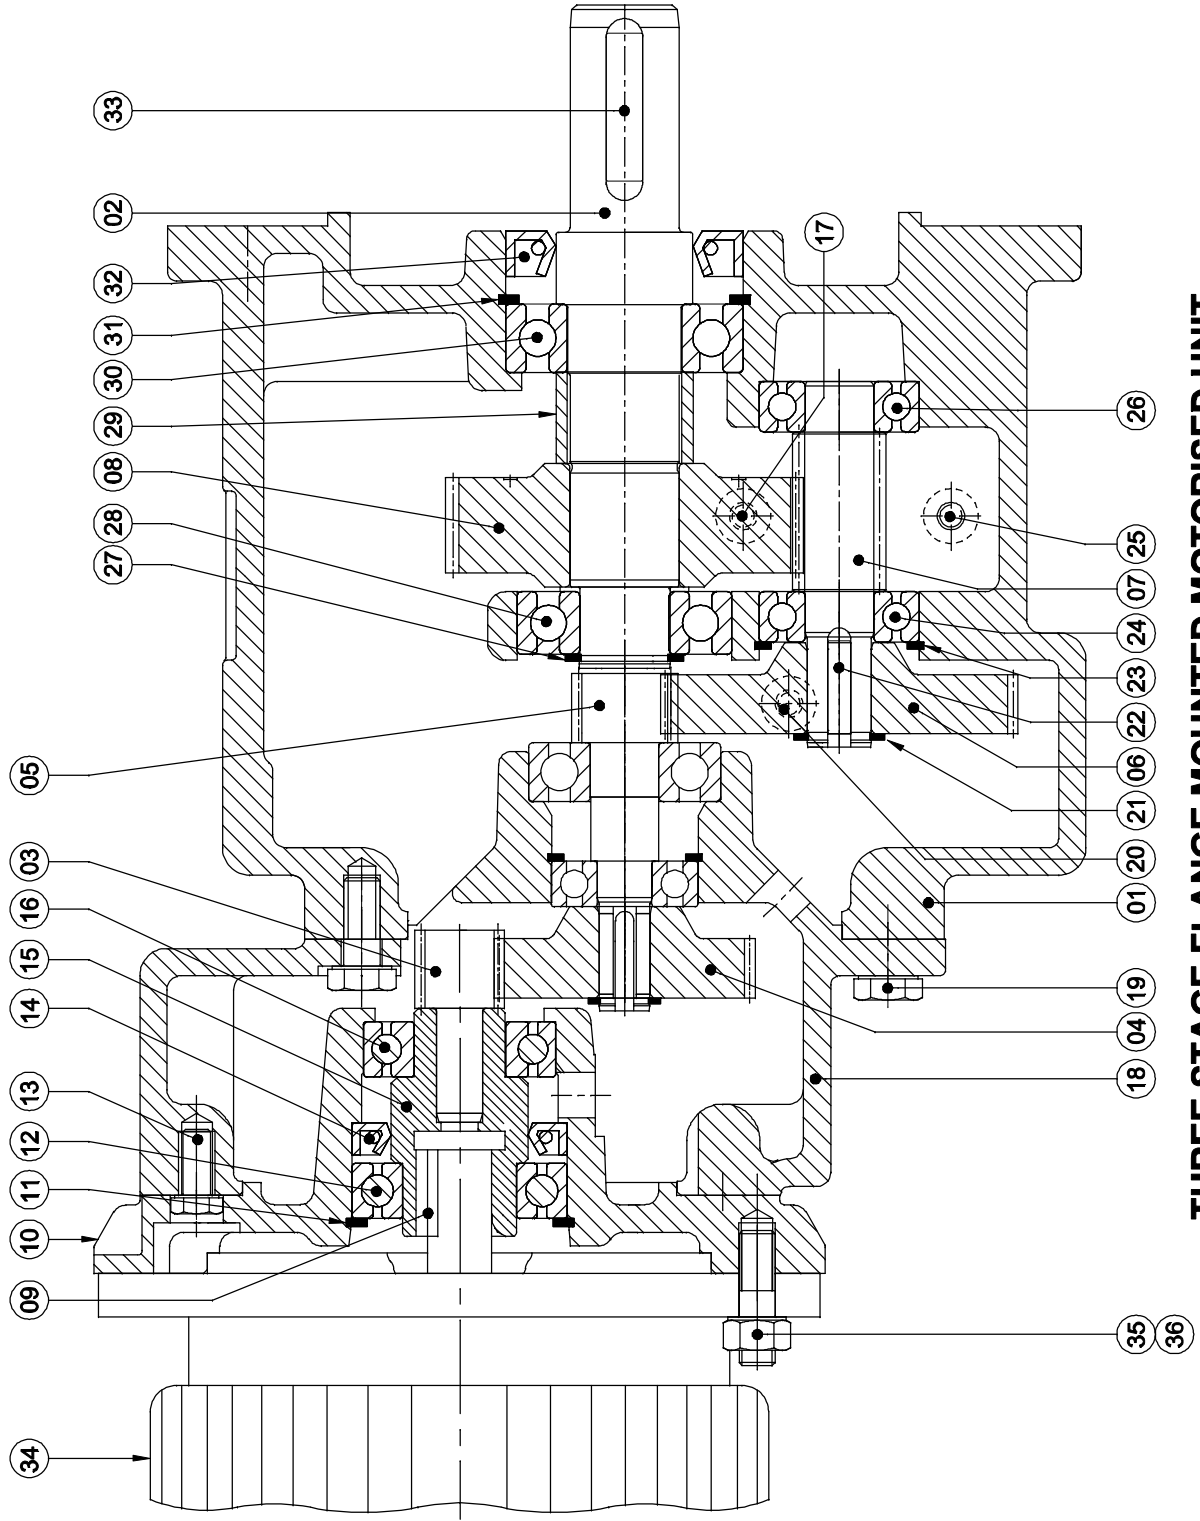 34 09 10 11 12 13 14 15 16 03 05
27 28 08 29 30 31 32 02 33
17
35 18 04 19 01 20 21 06 22 23 24 07 25 26
36
THREE STAGE FLANGE MOUNTED MOTORISED UNIT